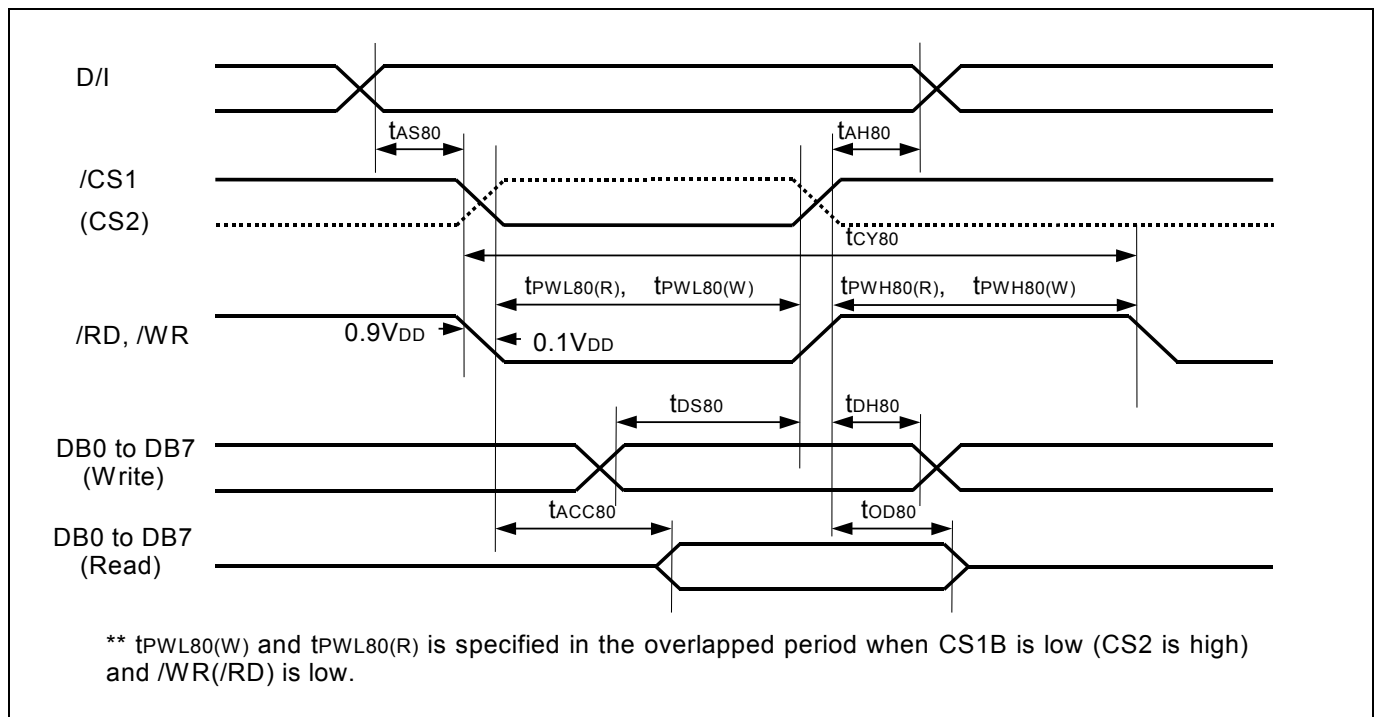 D/I
tAS80
tAH80
/CS1
(CS2)
tCY80
tPWL80(R), tPWL80(W)
tPWH80(R), tPWH80(W)
/RD, /WR
0.9VDD
0.1VDD
tDS80
tDH80
DB0 to DB7
(Write)
tACC80
tOD80
DB0 to DB7
(Read)
** tPWL80(W) and tPWL80(R) is specified in the overlapped period when CS1B is low (CS2 is high)
and /WR(/RD) is low.